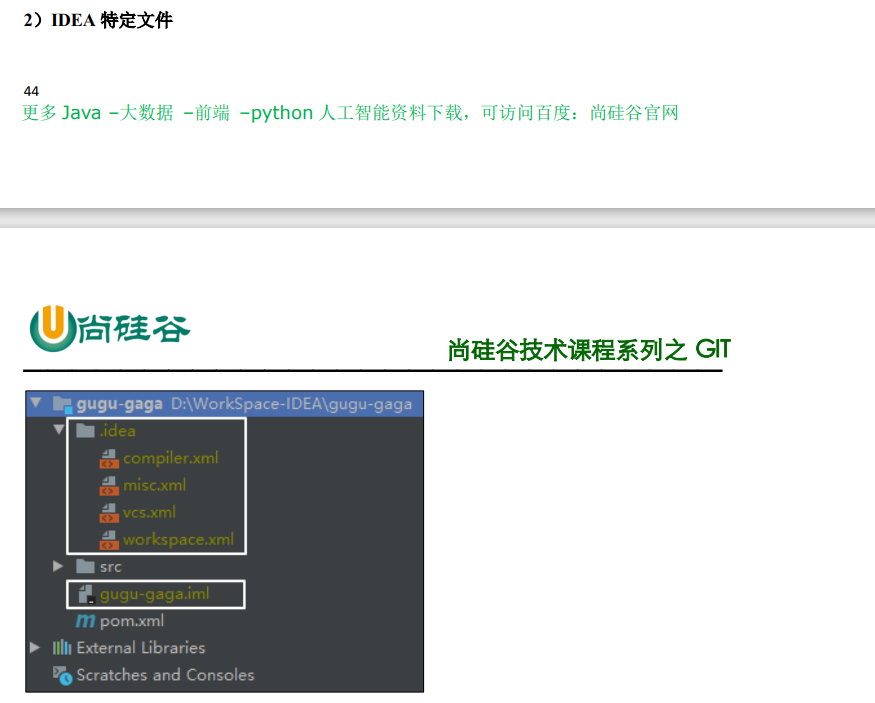 2）IDEA 特定文件
44
更多 Java –大数据 –前端 –python 人工智能资料下载，可访问百度：尚硅谷官网
U尚硅谷
尚硅谷技术课程系列之 GIT
gugu-gaga D:\WorkSpace-IDEA\gugu-gaga
.idea
compiler.xml
misc.xml
vcs.xml
workspace.xml
src
gugu-gaga.iml
m pom.xml
External Libraries
Scratches and Consoles